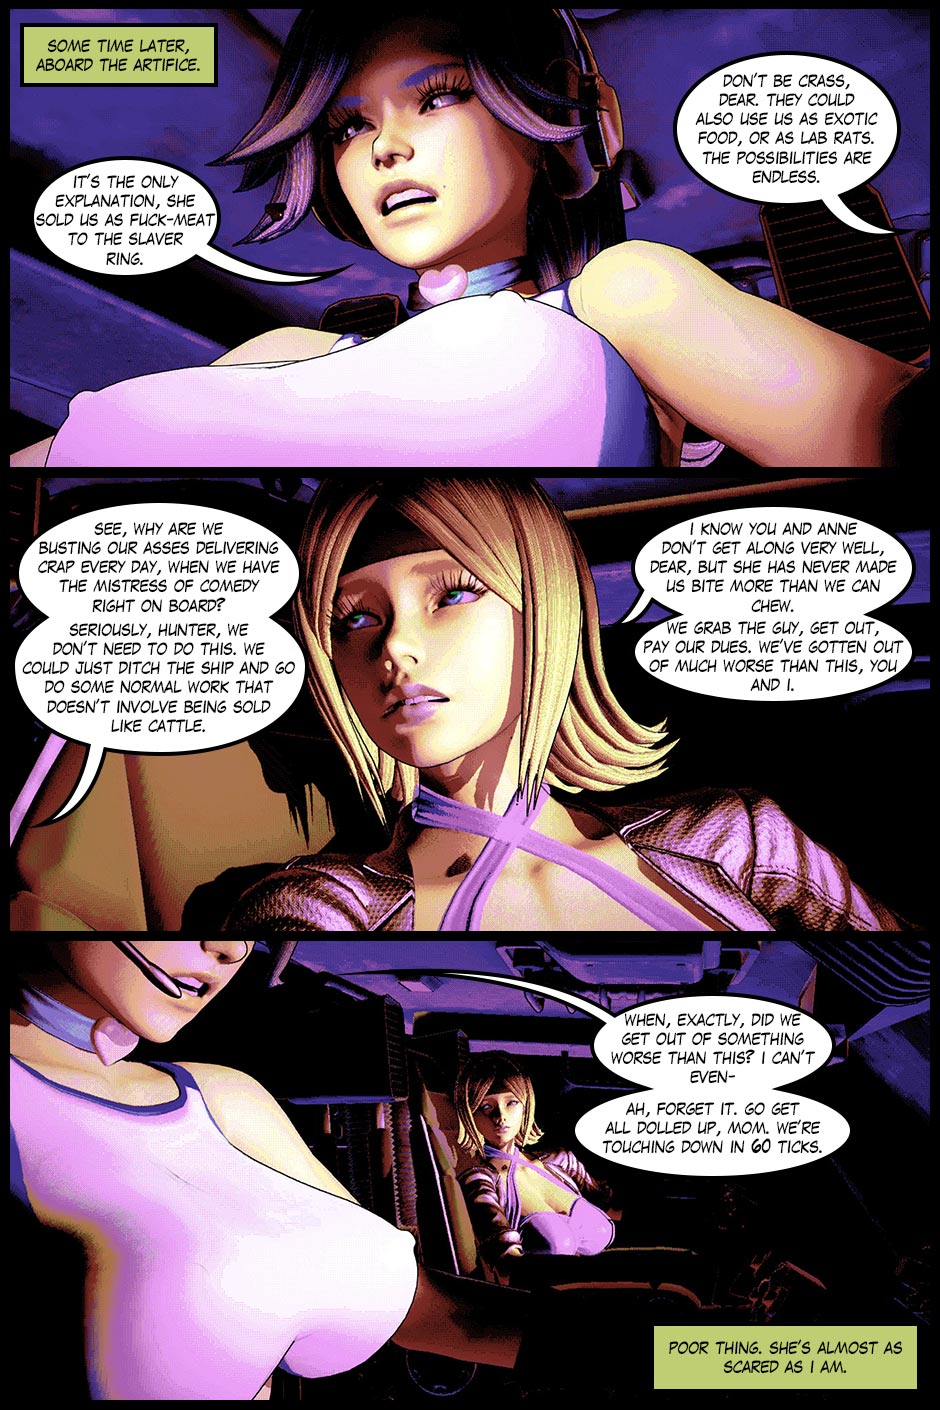 SOME TIME LATER,
ABOARD THE ARTIFICE.
IT'S THE ONLY
EXPLANATION, SHE
SOLD US AS FUCK-MEAT
TO THE SLAVER
RING.
DON'T BE CRASS,
DEAR. THEY COULD
ALSO USE US AS EXOTIC
FOOD, OR AS LAB RATS.
THE POSSIBILITIES ARE
ENDLESS.
SEE, WHY ARE WE
BUSTING OUR ASSES DELIVERING
CRAP EVERY DAY, WHEN WE HAVE
THE MISTRESS OF COMEDY
RIGHT ON BOARD?
SERIOUSLY, HUNTER, WE
DON'T NEED TO DO THIS. WE
COULD JUST DITCH THE SHIP AND GO
DO SOME NORMAL WORK THAT
DOESN'T INVOLVE BEING SOLD
LIKE CATTLE.
I KNOW YOU AND ANNE
DON'T GET ALONG VERY WELL,
DEAR, BUT SHE HAS NEVER MADE
US BITE MORE THAN WE CAN
CHEW.
WE GRAB THE GUY, GET OUT,
PAY OUR DUES. WE'VE GOTTEN OUT
OF MUCH WORSE THAN THIS, YOU
AND I.
WHEN, EXACTLY, DID WE
GET OUT OF SOMETHING
WORSE THAN THIS? I CAN'T
EVEN-
AH, FORGET IT. GO GET
ALL DOLLED UP, MOM. WE'RE
TOUCHING DOWN IN 60 TICKS.
POOR THING. SHE'S ALMOST AS
SCARED AS I AM.